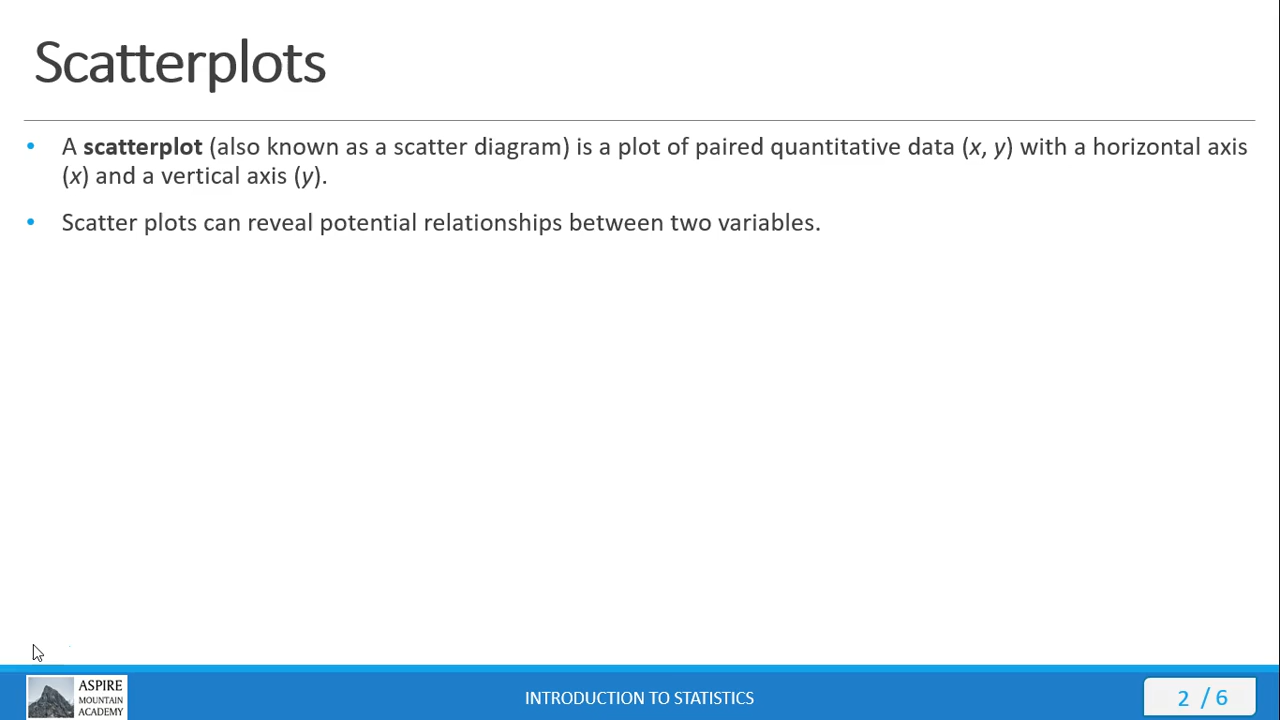 Scatterplots
• A scatterplot (also known as a scatter diagram) is a plot of paired quantitative data (x, y) with a horizontal axis
(x) and a vertical axis (y).
• Scatter plots can reveal potential relationships between two variables.
ASPIRE
MOUNTAIN
ACADEMY
INTRODUCTION TO STATISTICS
2 / 6